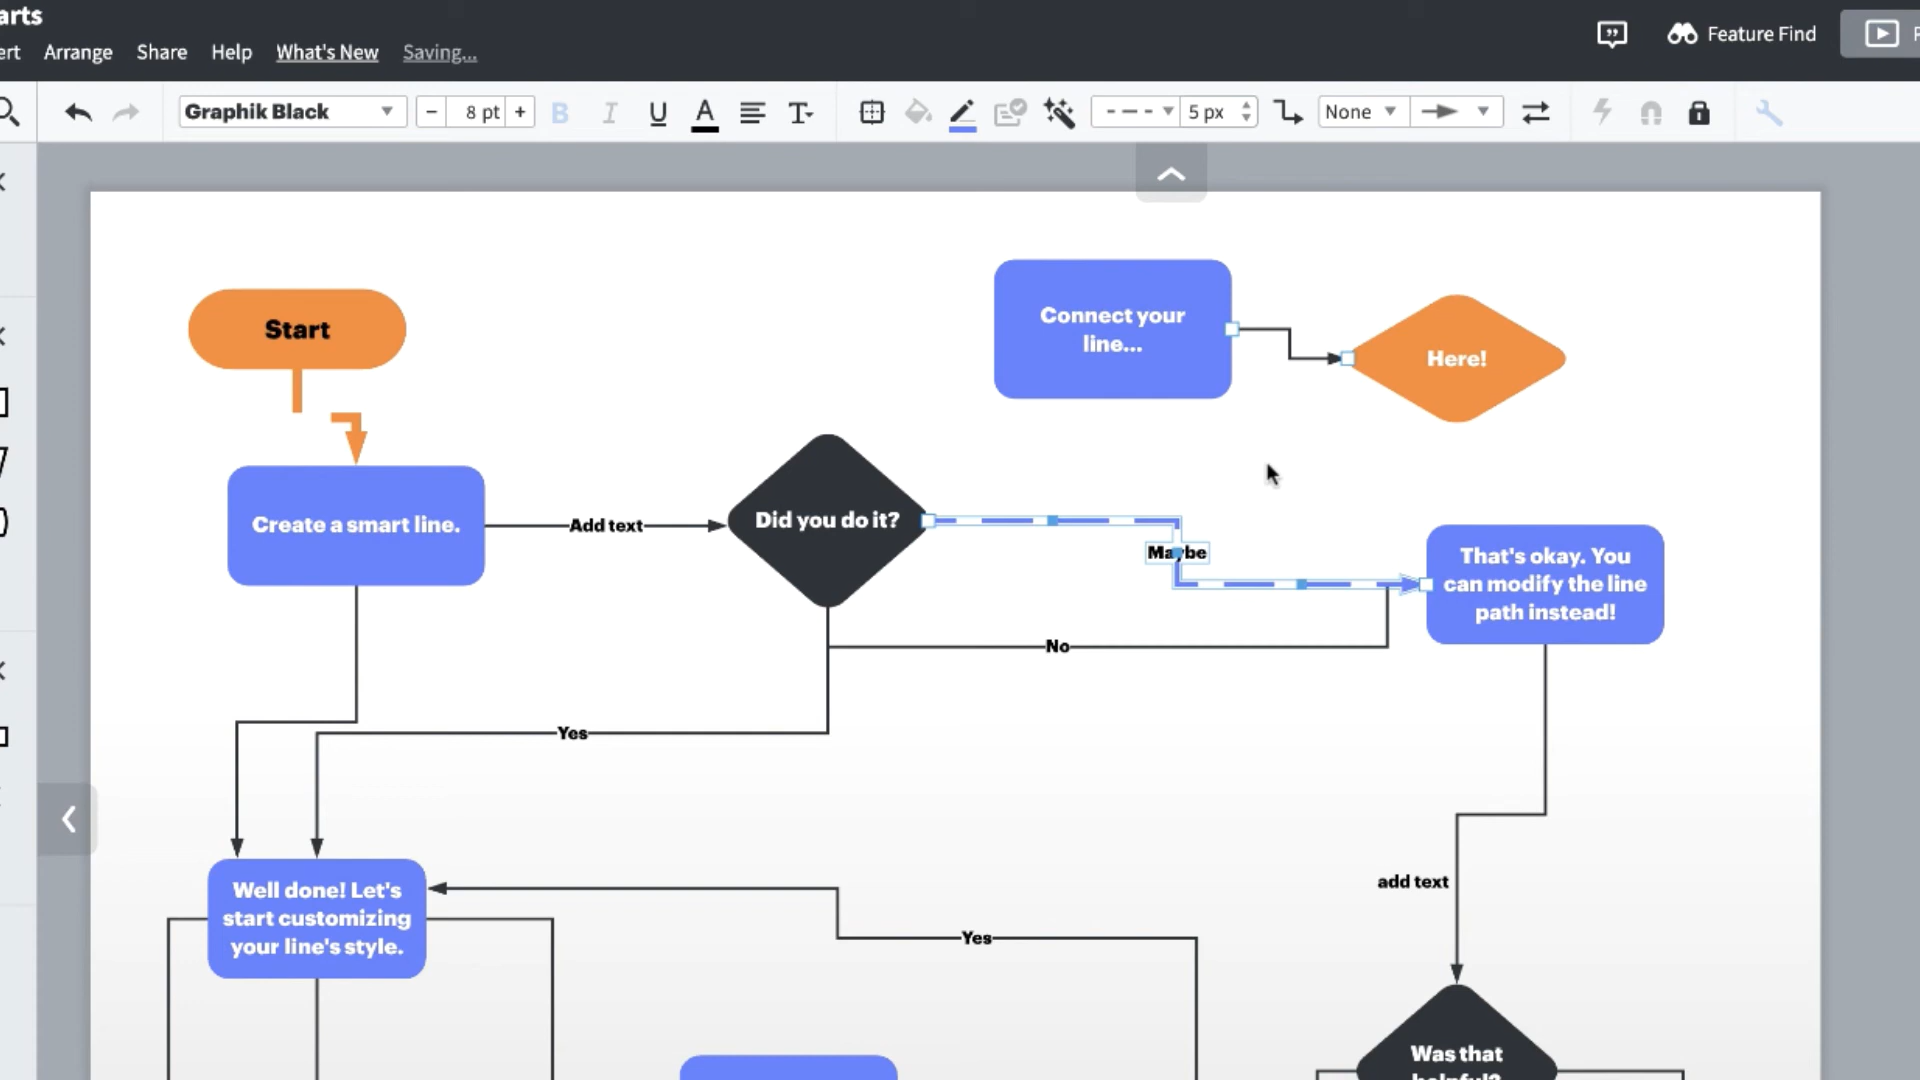 arts
ert Arrange Share Help What's New Saving...
Feature Find
Graphik Black
8 pt
B I U A T
5 px
None
Start
Connect your
line...
Here!
Create a smart line.
Add text
Did you do it?
Maybe
That's okay. You
can modify the line
path instead!
No
Yes
Well done! Let's
start customizing
your line's style.
add text
Yes
Was that
helpful?